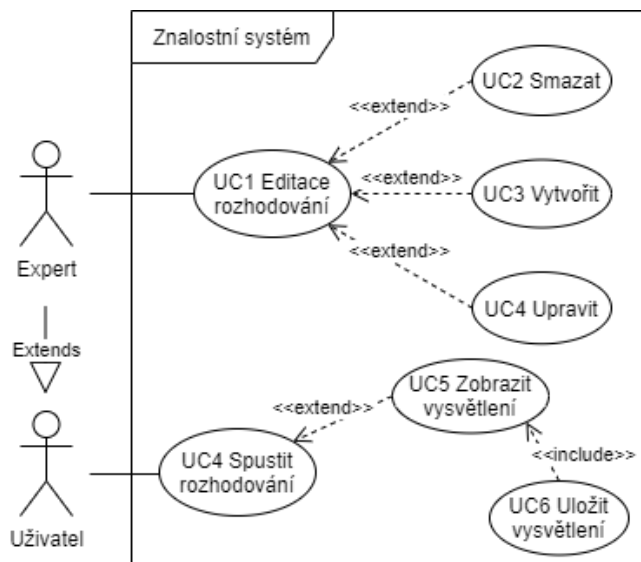 Znalostní systém
UC2 Smazat
<<extend>>
UC1 Editace
rozhodování
<<extend>>
UC3 Vytvořit
<<extend>>
UC4 Upravit
Expert
Extends
Uživatel
UC4 Spustit
rozhodování
<<extend>>
UC5 Zobrazit
vysvětlení
<<include>>
UC6 Uložit
vysvětlení